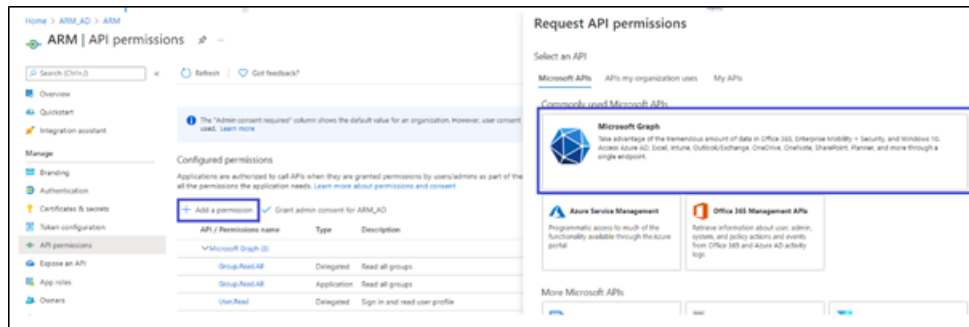 Home > ARM_AD > ARM
ARM | API permissions
Search (Ctrl+/)
Refresh
Got feedback?
Overview
Quickstart
Integration assistant
Manage
Branding
Authentication
Certificates & secrets
Token configuration
API permissions
Expose an API
App roles
Owners
The "Admin consent required" column shows the default value for an organization. However, user consent
used. Learn more
Configured permissions
Applications are authorized to call APIs when they are granted permissions by users/admins as part of the
all the permissions the application needs. Learn more about permissions and consent
Add a permission
Grant admin consent for ARM_AD
API / Permissions name Type Description
Microsoft Graph (3)
Group.Read.All Delegated Read all groups
Group.Read.All Application Read all groups
User.Read Delegated Sign in and read user profile
Request API permissions
Select an API
Microsoft APIs APIs my organization uses My APIs
Commonly used Microsoft APIs
Microsoft Graph
Take advantage of the tremendous amount of data in Office 365, Enterprise Mobility + Security, and Windows 10.
Access Azure AD, Excel, Intune, Outlook/Exchange, OneDrive, OneNote, SharePoint, Planner, and more through a
single endpoint.
Azure Service Management
Programmatic access to much of the
functionality available through the Azure
portal
Office 365 Management APIs
Retrieve information about user, admin,
system, and policy actions and events
from Office 365 and Azure AD activity
logs
More Microsoft APIs